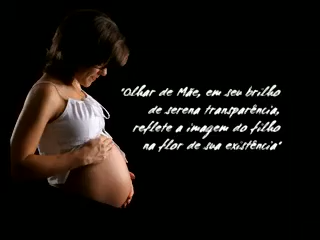 "Olhar de Mãe, em seu brilho
de serena transparência,
reflete a imagem do filho
na flor de sua existência"